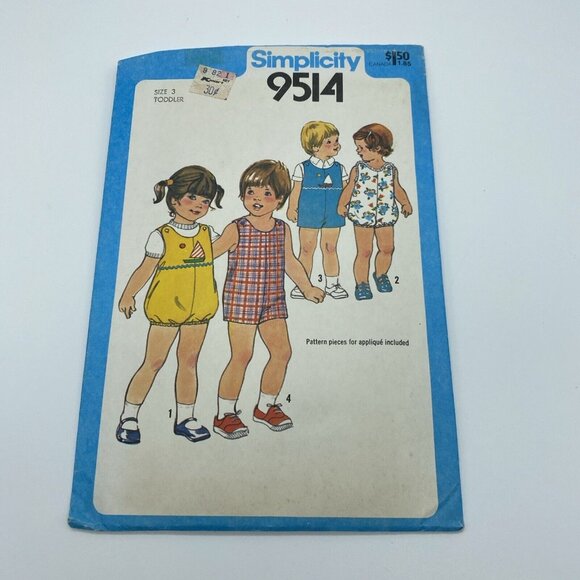 Simplicity
9514
$1.50
CANADA 1.85
SIZE 3
TODDLER
30¢
3
2
Pattern pieces for appliqué included
1
4